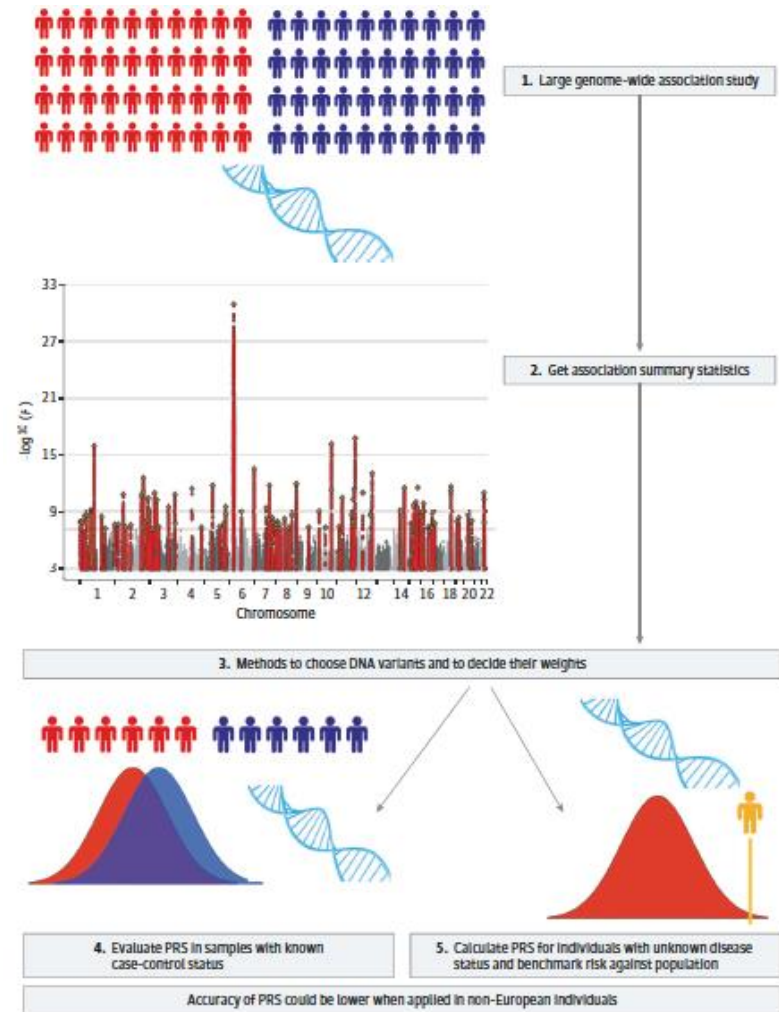 1. Large genome-wide association study
33
27
21
15
9
3
-log 10 (P)
2. Get association summary statistics
1 2 3 4 5 6 7 8 9 10 12 14 16 18 20 22
Chromosome
3. Methods to choose DNA variants and to decide their weights
4. Evaluate PRS in samples with known
case-control status
5. Calculate PRS for individuals with unknown disease
status and benchmark risk against population
Accuracy of PRS could be lower when applied in non-European individuals